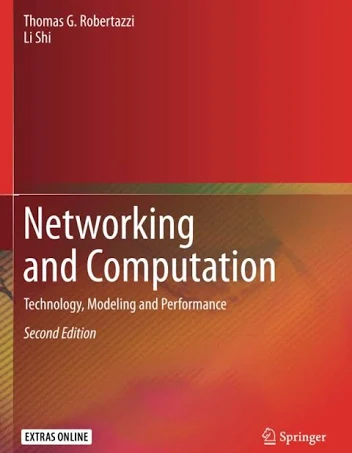 Thomas G. Robertazzi
Li Shi
Networking
and Computation
Technology, Modeling and Performance
Second Edition
EXTRAS ONLINE
Springer